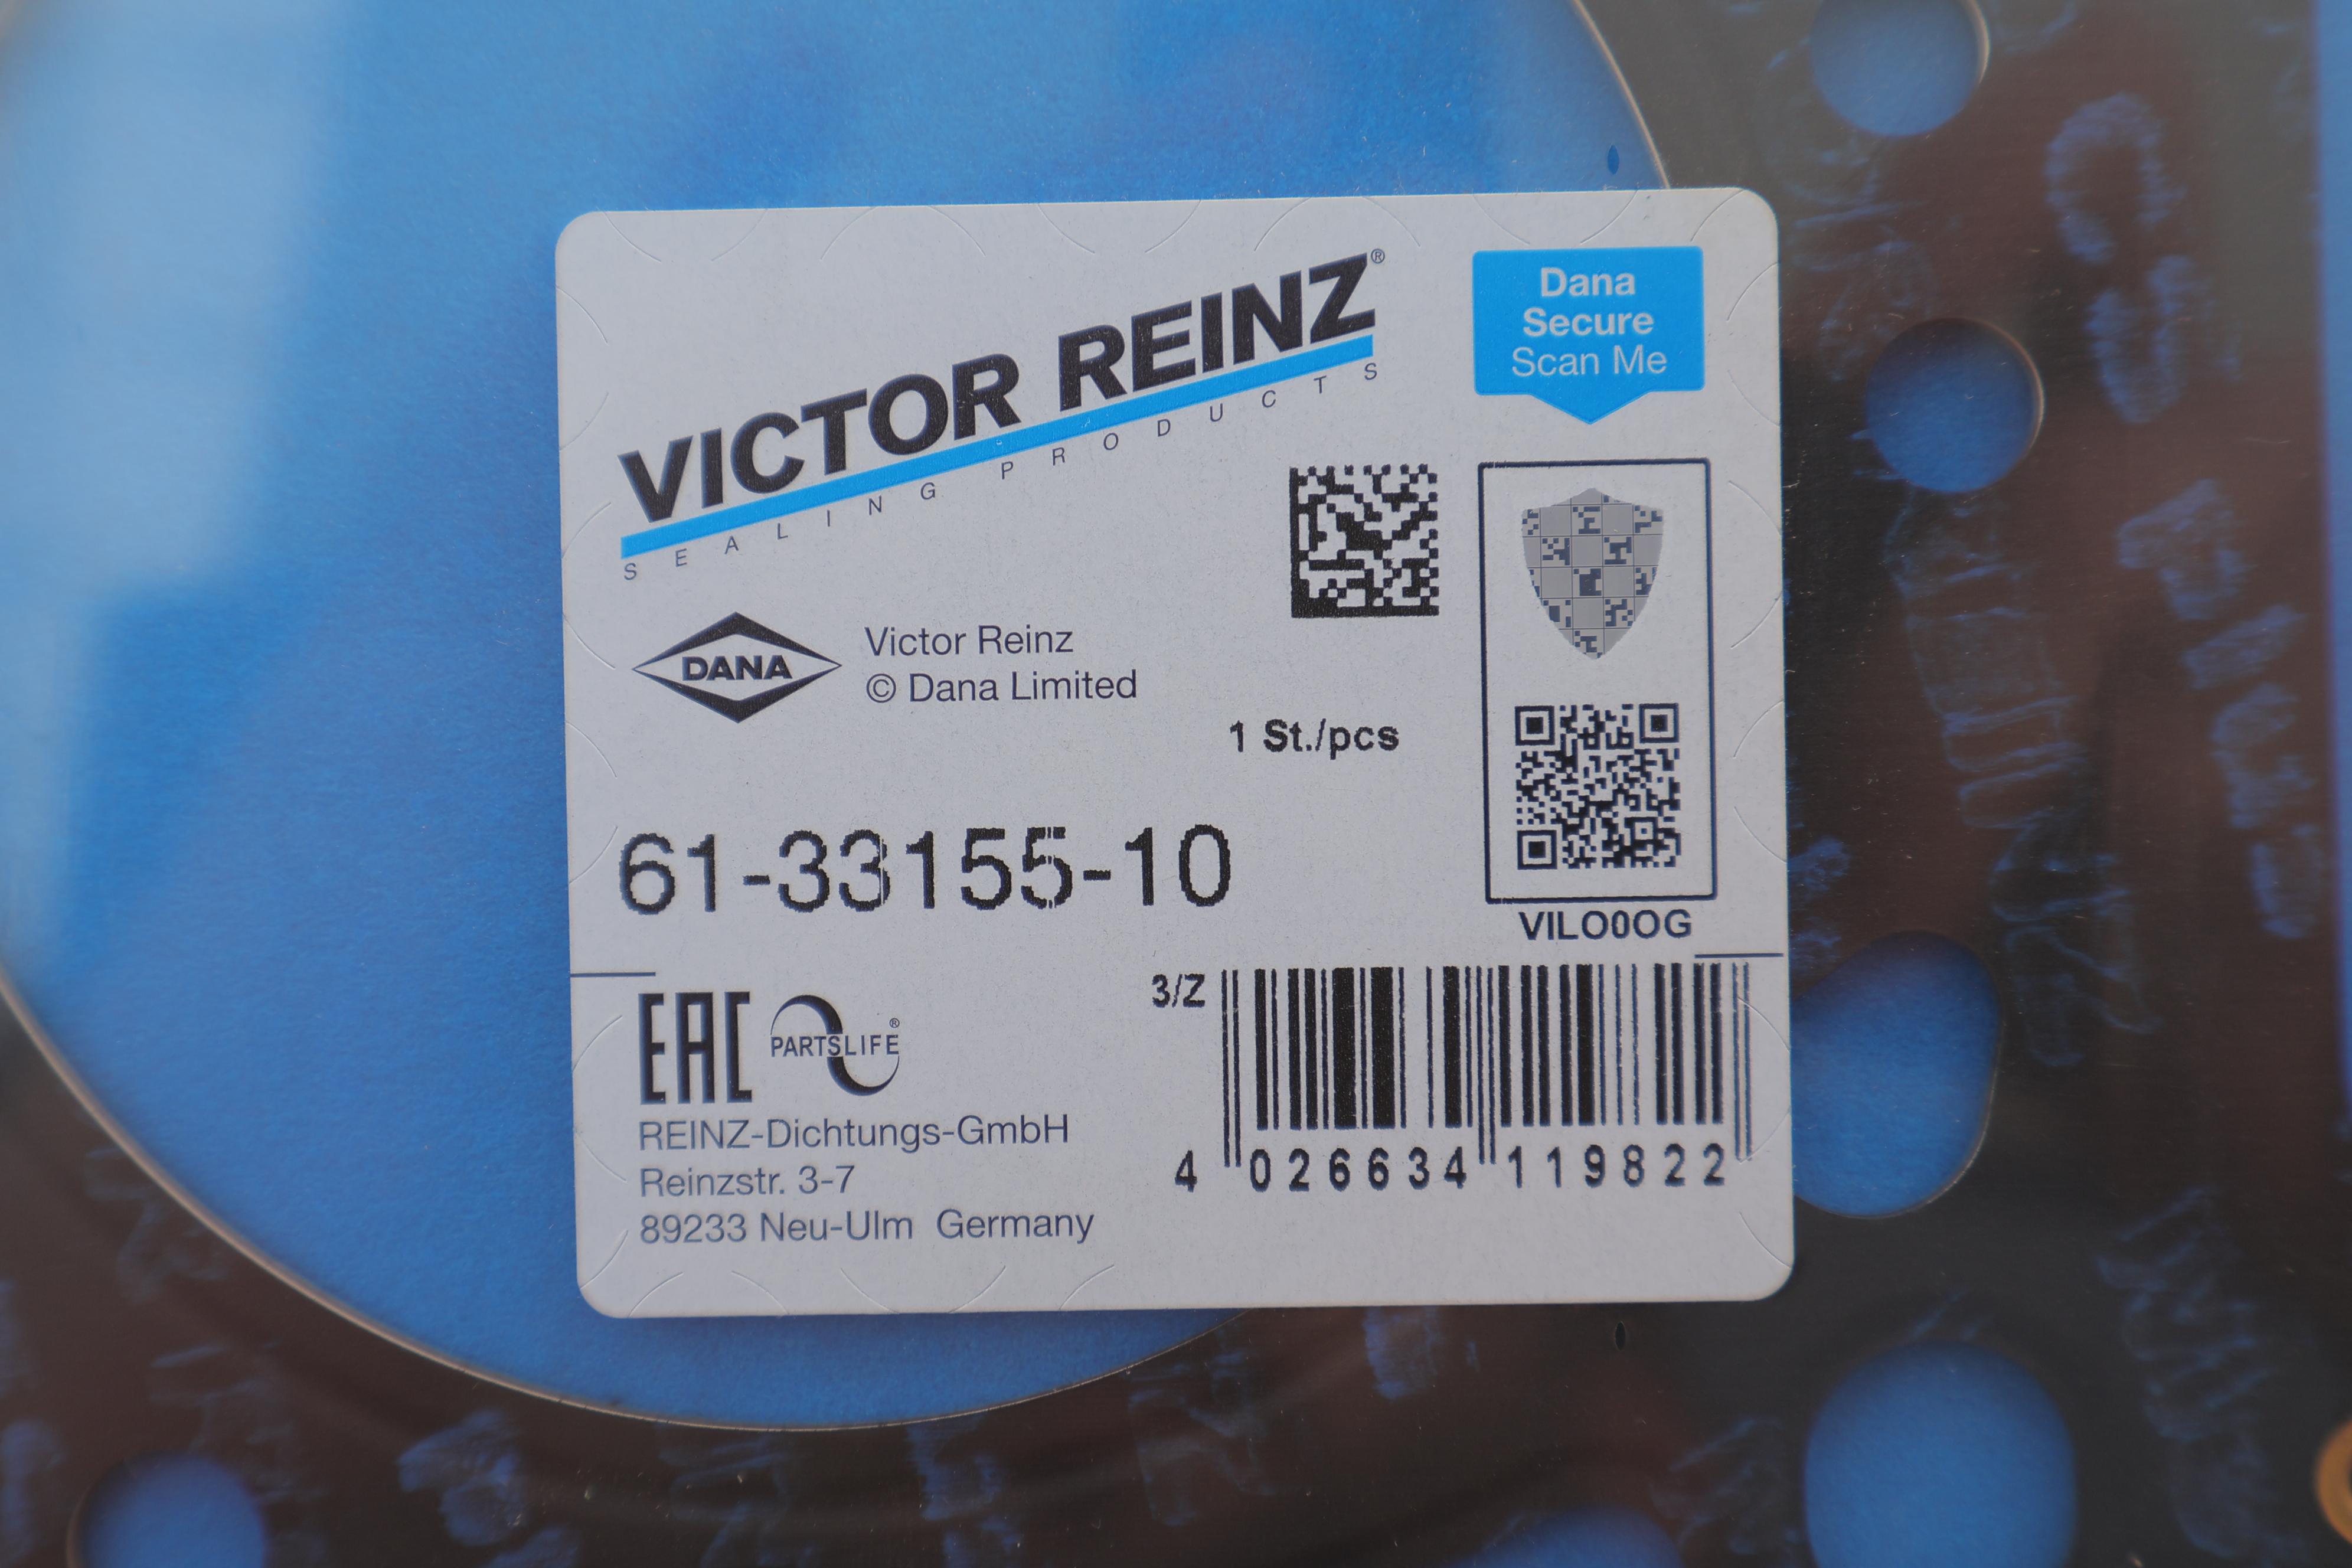 VICTOR REINZ®
SEALING PRODUCTS
Dana
Secure
Scan Me
DANA
Victor Reinz
© Dana Limited
1 St./pcs
61-33155-10
VILO0OG
EAC
PARTSLIFE®
3/Z
REINZ-Dichtungs-GmbH
Reinzstr. 3-7
89233 Neu-Ulm Germany
4 026634 119822